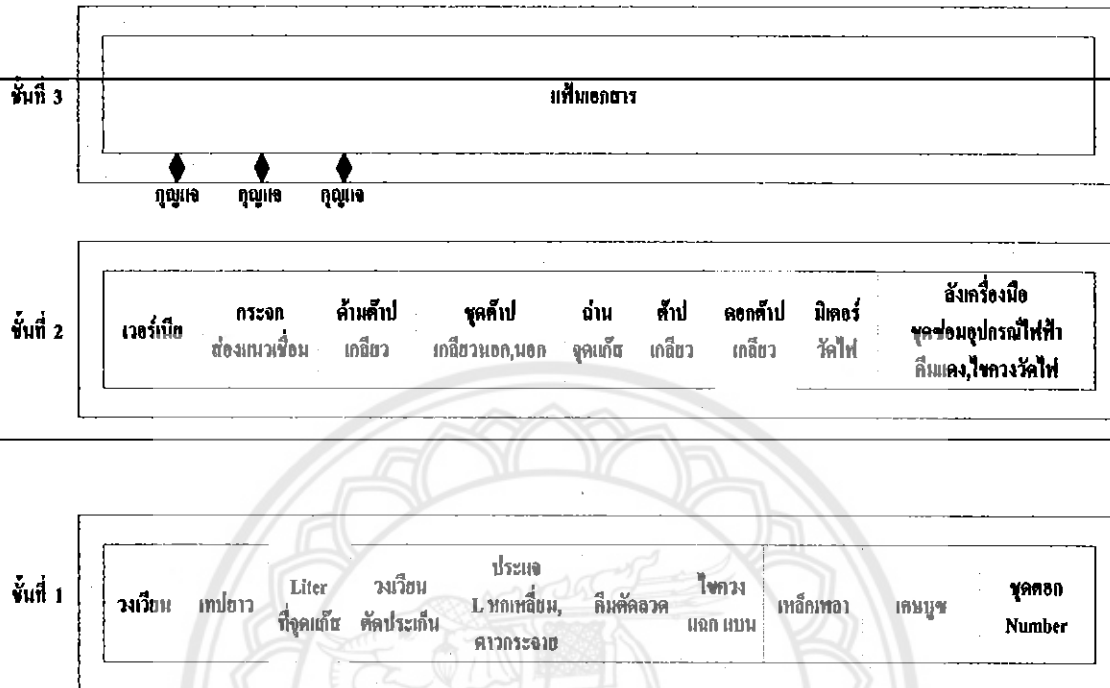 ชั้นที่ 3
แฟ้มเอกสาร
กุญแจ กุญแจ กุญแจ
ชั้นที่ 2
เวอร์เนีย
กระจก
ส่องแนวเชื่อม
ด้ามต๊าป
เกลียว
ชุดต๊าป
เกลียวนอก,นอก
ถ่าน
จุดแก๊ส
ต๊าป
เกลียว
ดอกต๊าป
เกลียว
มิเตอร์
วัดไฟ
ลังเครื่องมือ
ชุดซ่อมอุปกรณ์ไฟฟ้า
คีมแดง,ไขควงวัดไฟ
ชั้นที่ 1
วงเวียน
เทปยาว
Liter
ที่จุดแก๊ส
วงเวียน
ตัดประเก็น
ประแจ
L หกเหลี่ยม,
ดาวกระจาย
คีมตัดลวด
ไขควง
แฉก แบน
เหล็กเพลา
เศษบูช
ชุดตอก
Number